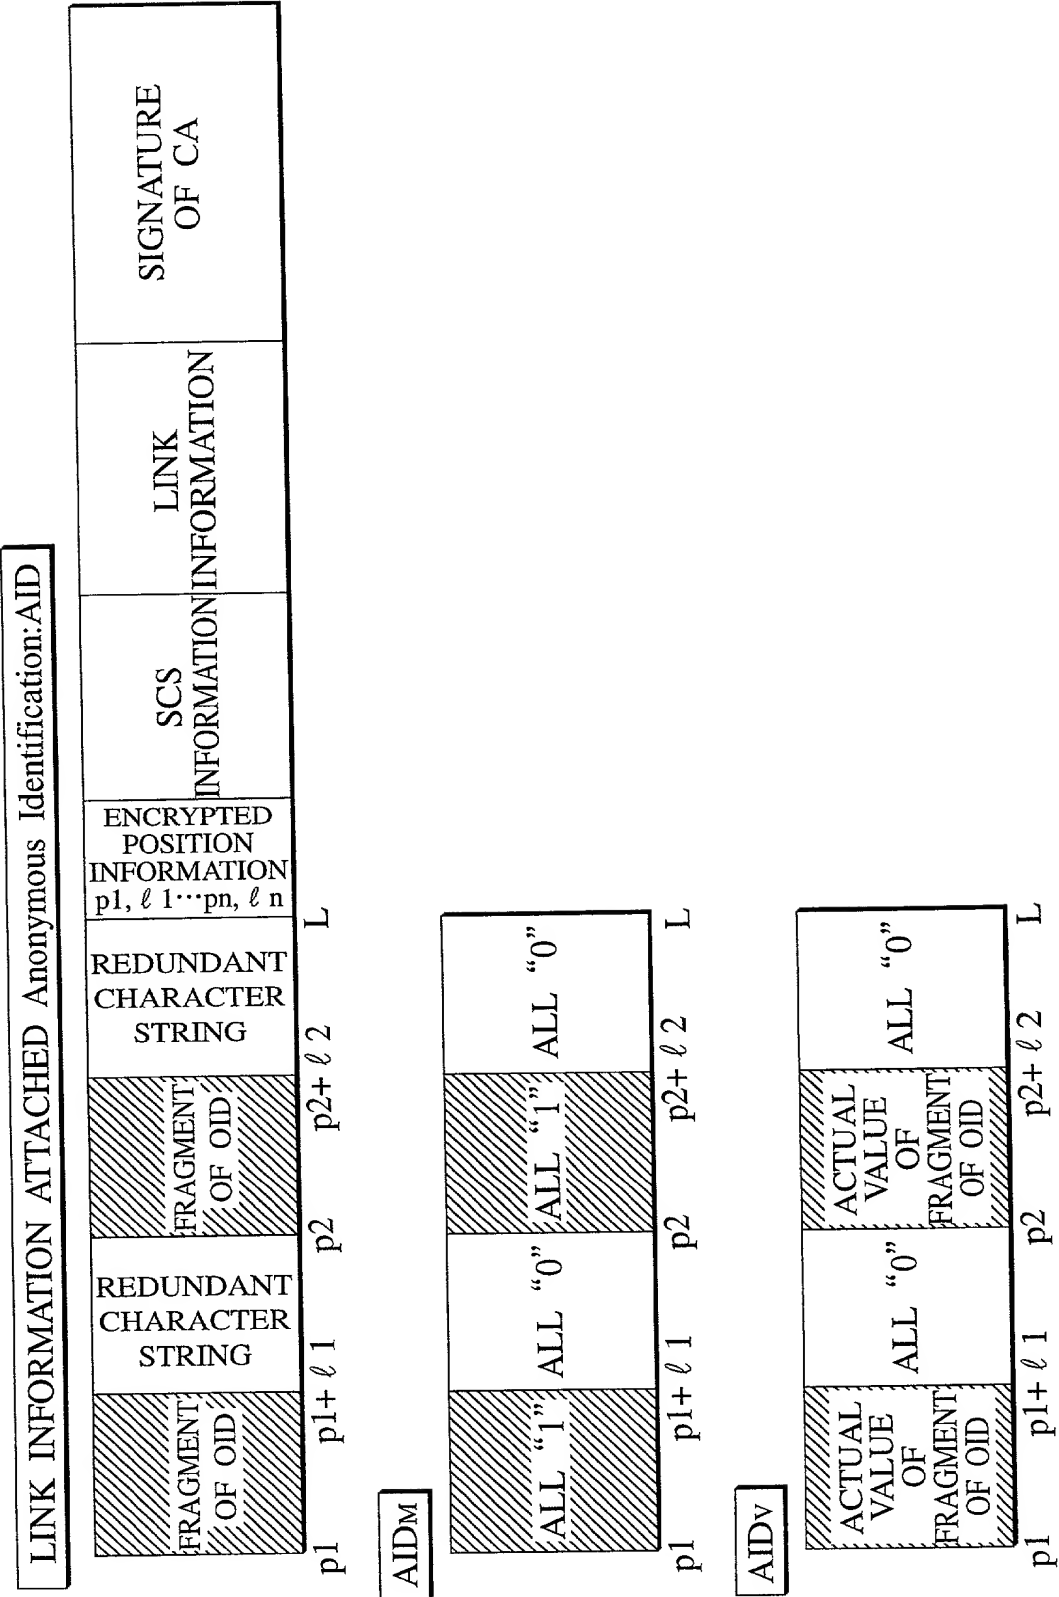 LINK INFORMATION ATTACHED Anonymous Identification:AID
FRAGMENT
OF OID
REDUNDANT
CHARACTER
STRING
FRAGMENT
OF OID
REDUNDANT
CHARACTER
STRING
ENCRYPTED
POSITION
INFORMATION
p1, ℓ 1···pn, ℓ n
SCS
INFORMATION
LINK
INFORMATION
SIGNATURE
OF CA
p1
p1+ ℓ 1
p2
p2+ ℓ 2
L
AIDM
ALL “1”
ALL “0”
ALL “1”
ALL “0”
p1
p1+ ℓ 1
p2
p2+ ℓ 2
L
AIDV
ACTUAL
VALUE
OF
FRAGMENT
OF OID
ALL “0”
ACTUAL
VALUE
OF
FRAGMENT
OF OID
ALL “0”
p1
p1+ ℓ 1
p2
p2+ ℓ 2
L